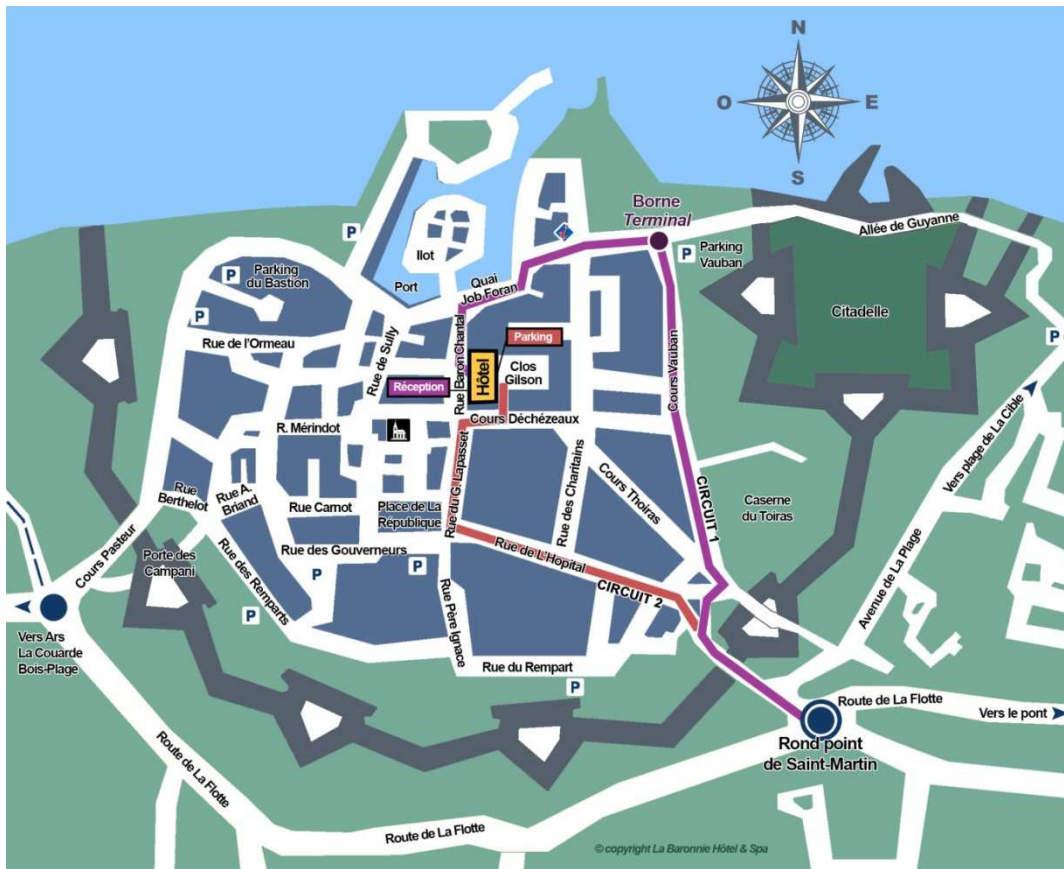 N
O
E
S
Borne
Terminal
Allée de Guyanne
P
Parking
Vauban
P
Ilot
P
Parking
du Bastion
Port
Quai
Job Foran
Citadelle
P
Rue de l'Ormeau
Rue de Sully
Rue Baron Chantal
Parking
P
Réception
Hôtel
Clos
Gilson
Cours Vauban
Vers plage de La Cible
R. Mérindot
Cours Déchézeaux
Rue du G. Lapasset
Rue des Charitains
Cours Thoiras
CIRCUIT 1
Rue
Berthelot
Rue A.
Briand
Rue Carnot
Place de La
République
Caserne
du Toiras
Cours Pasteur
Porte des
Campani
Rue des Gouverneurs
Rue de L'Hopital
P
P
CIRCUIT 2
Avenue de La Plage
Rue des Remparts
P
Rue Père Ignace
Vers Ars
La Couarde
Bois-Plage
Rue du Rempart
P
Route de La Flotte
Vers le pont
Rond point
de Saint-Martin
Route de La Flotte
Route de La Flotte
© copyright La Baronnie Hôtel & Spa